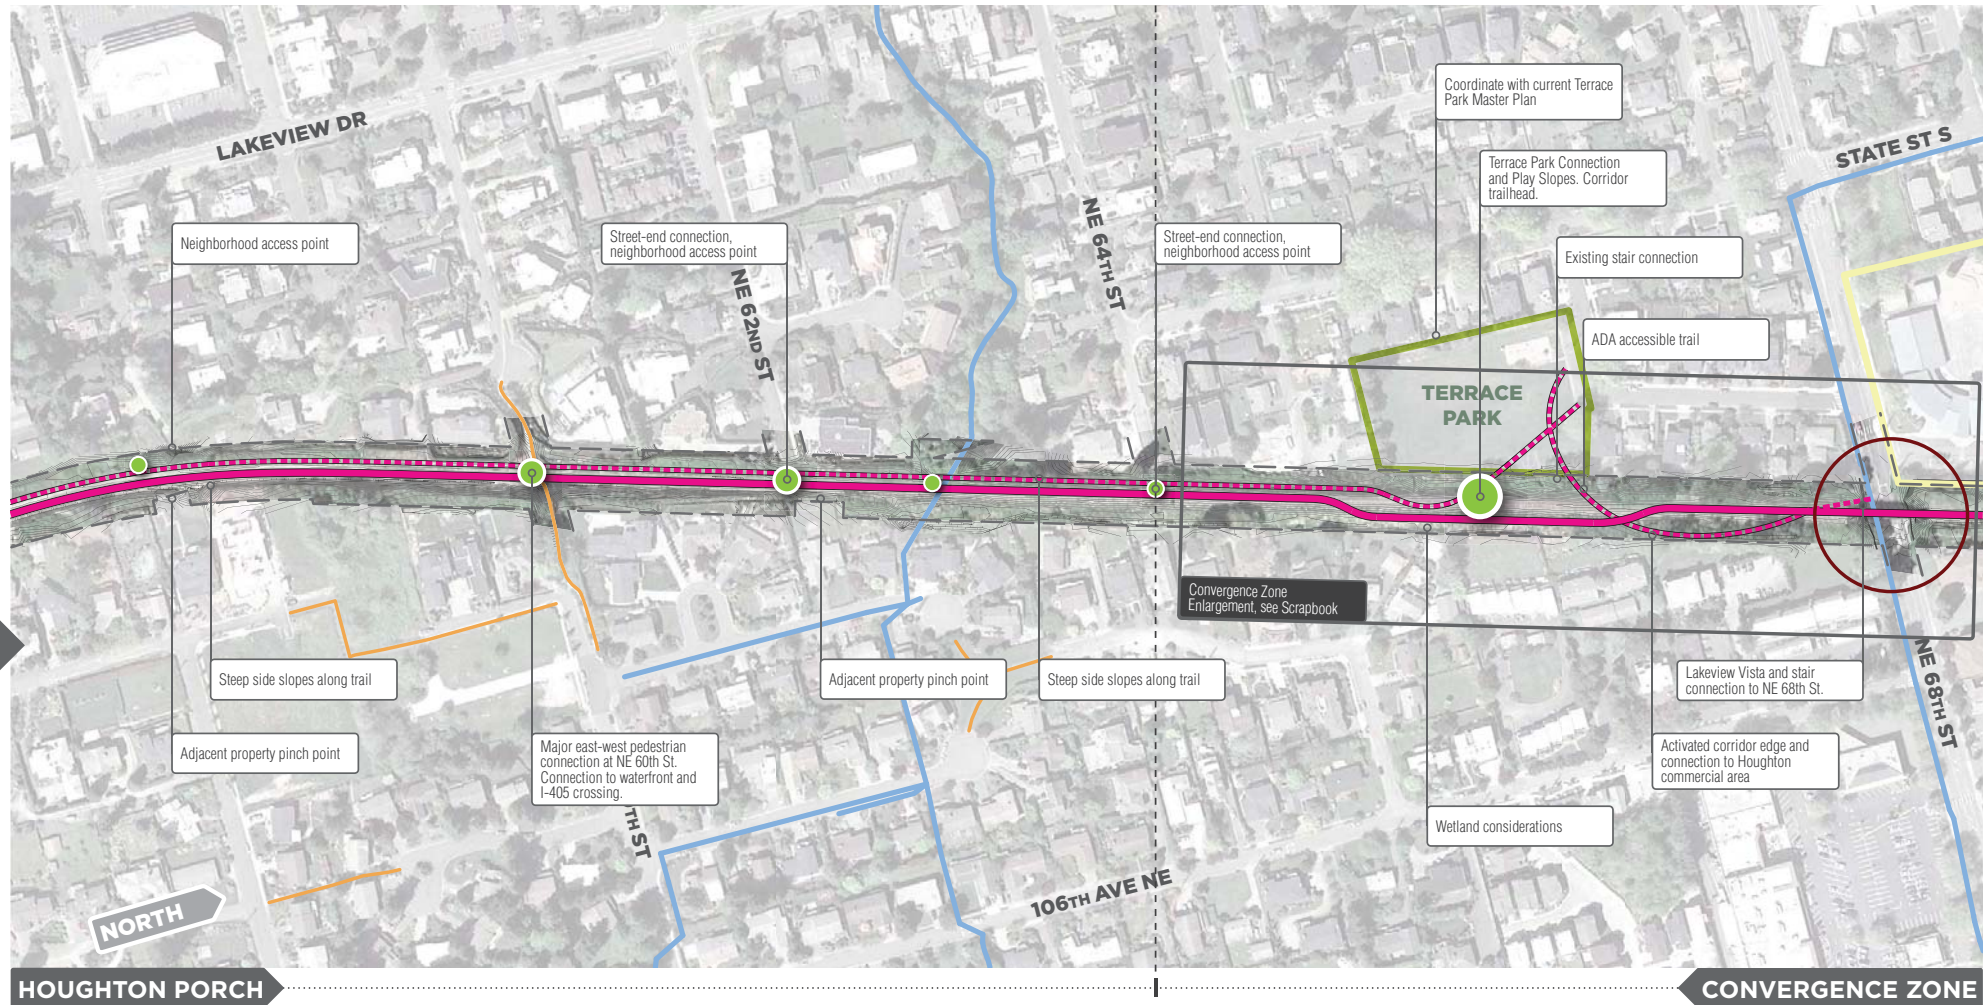 Coordinate with current Terrace
Park Master Plan
LAKEVIEW DR
STATE ST S
Terrace Park Connection
and Play Slopes. Corridor
trailhead.
Neighborhood access point
Street-end connection,
neighborhood access point
NE 62ND ST
NE 64TH ST
Street-end connection,
neighborhood access point
Existing stair connection
ADA accessible trail
TERRACE
PARK
Convergence Zone
Enlargement, see Scrapbook
Steep side slopes along trail
Adjacent property pinch point
Steep side slopes along trail
Lakeview Vista and stair
connection to NE 68th St.
NE 68TH ST
Adjacent property pinch point
Major east-west pedestrian
connection at NE 60th St.
Connection to waterfront and
I-405 crossing.
TH ST
Activated corridor edge and
connection to Houghton
commercial area
Wetland considerations
106TH AVE NE
NORTH
HOUGHTON PORCH
CONVERGENCE ZONE